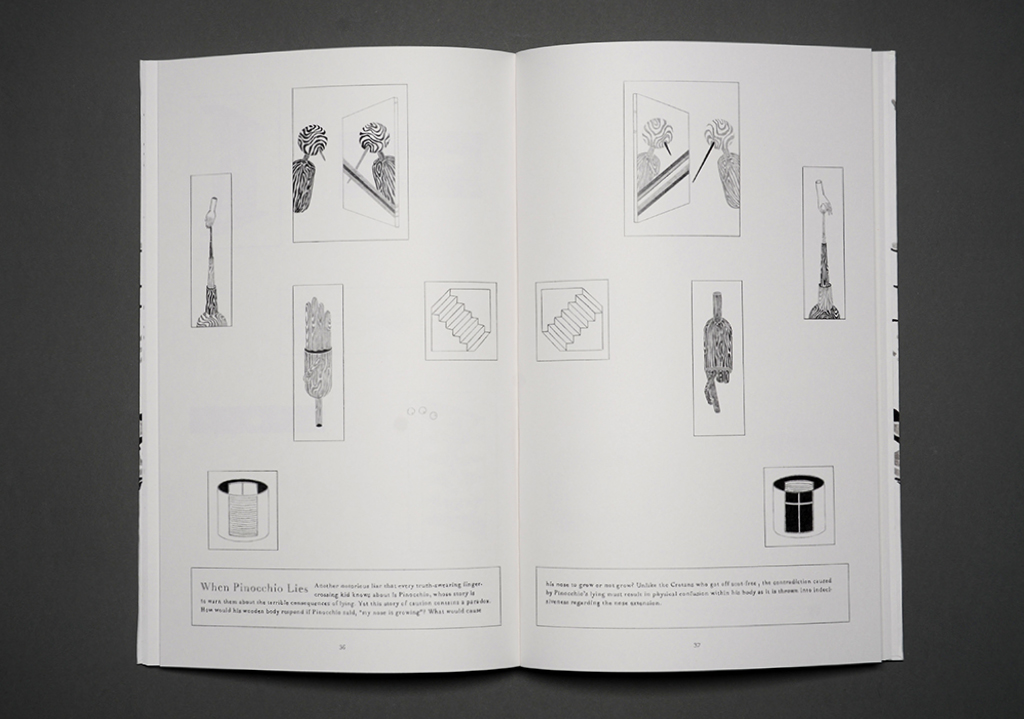 When Pinocchio Lies Another notorious liar that every truth-swearing finger-
crossing kid knows about is Pinocchio, whose story is
to warn them about the terrible consequences of lying. Yet this story of caution contains a paradox.
How would his wooden body respond if Pinocchio said, "my nose is growing"? What would cause
36
his nose to grow or not grow? Unlike the Cretans who got off scot free, the contradiction caused
by Pinocchio's lying must result in physical confusion within his body as it is thrown into indeci-
siveness regarding the nose extension.
37